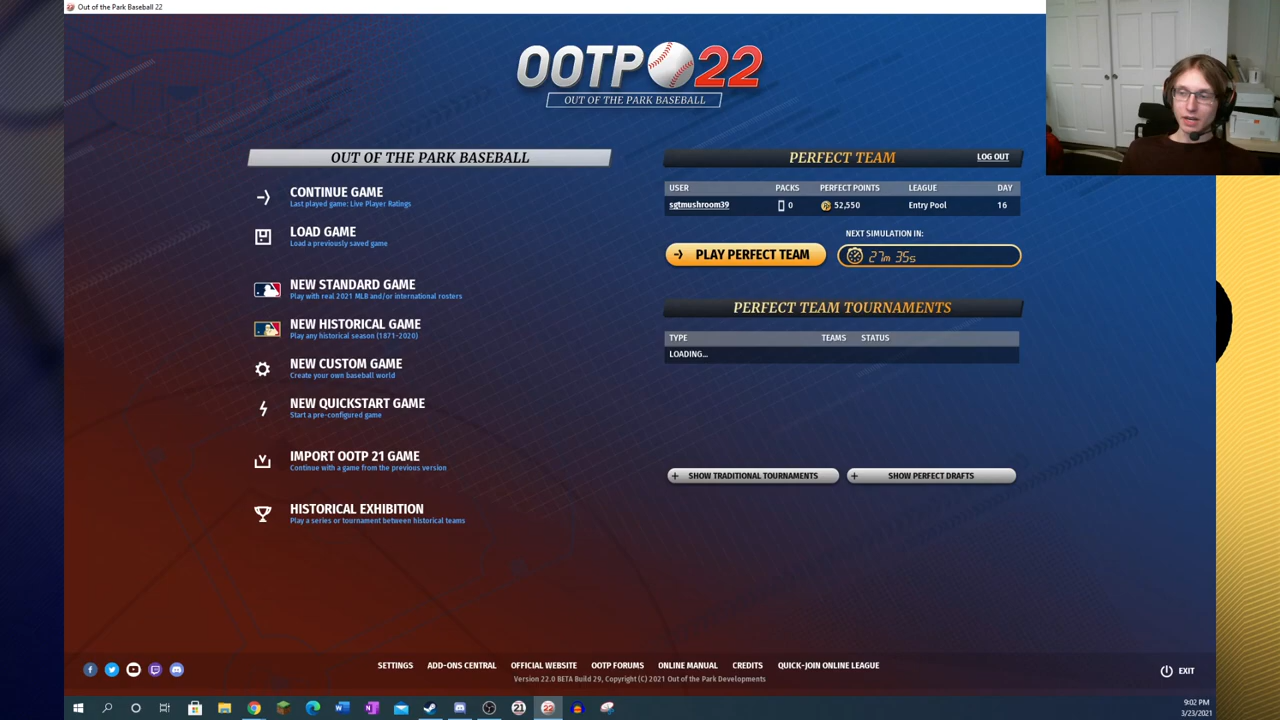 Out of the Park Baseball 22
OOTP 22
OUT OF THE PARK BASEBALL
OUT OF THE PARK BASEBALL
CONTINUE GAME
Last played game: Live Player Ratings
LOAD GAME
Load a previously saved game
NEW STANDARD GAME
Play with real 2021 MLB and/or international rosters
NEW HISTORICAL GAME
Play any historical season (1871-2020)
NEW CUSTOM GAME
Create your own baseball world
NEW QUICKSTART GAME
Start a pre-configured game
IMPORT OOTP 21 GAME
Continue with a game from the previous version
HISTORICAL EXHIBITION
Play a series or tournament between historical teams
PERFECT TEAM LOG OUT
USER PACKS PERFECT POINTS LEAGUE DAY
sgtmushroom39 0 52,550 Entry Pool 16
NEXT SIMULATION IN:
PLAY PERFECT TEAM 27m 35s
PERFECT TEAM TOURNAMENTS
TYPE TEAMS STATUS
LOADING...
+ SHOW TRADITIONAL TOURNAMENTS + SHOW PERFECT DRAFTS
SETTINGS ADD-ONS CENTRAL OFFICIAL WEBSITE OOTP FORUMS ONLINE MANUAL CREDITS QUICK-JOIN ONLINE LEAGUE
Version 22.0 BETA Build 29, Copyright (C) 2021 Out of the Park Developments
EXIT
21 22
9:02 PM
3/23/2021